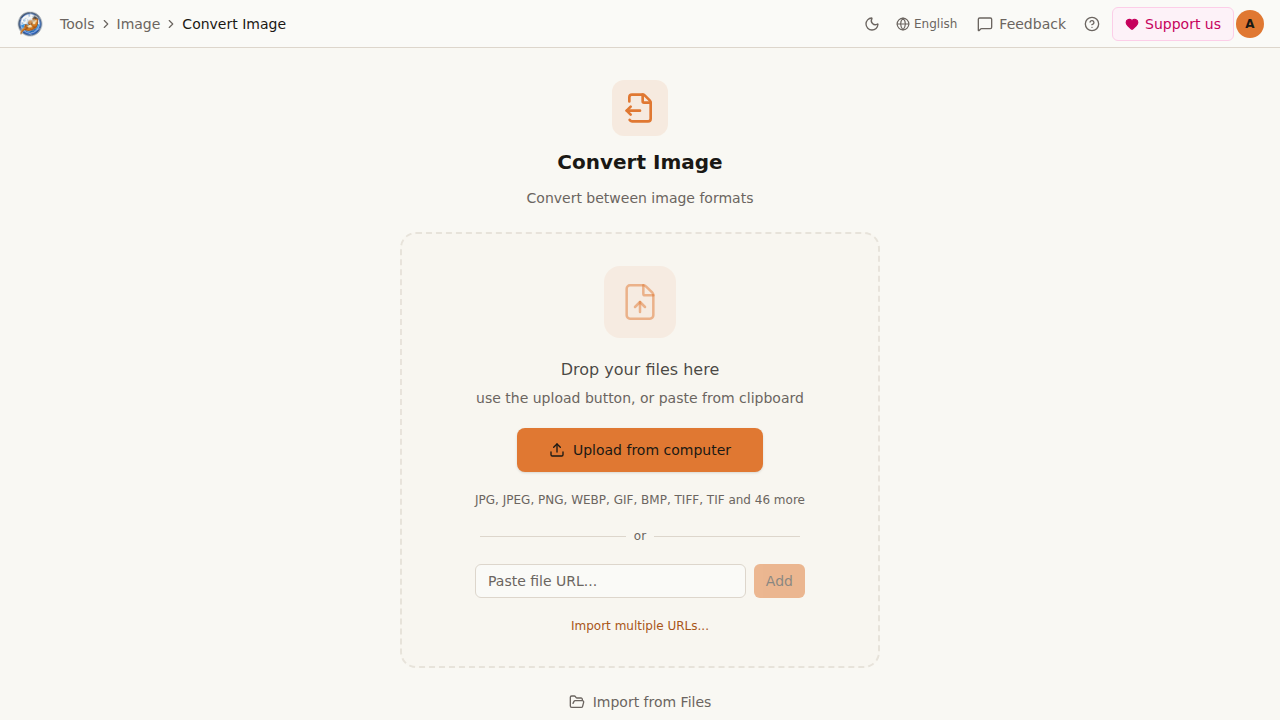 Tools > Image > Convert Image
English
Feedback
Support us
A
Convert Image
Convert between image formats
Drop your files here
use the upload button, or paste from clipboard
Upload from computer
JPG, JPEG, PNG, WEBP, GIF, BMP, TIFF, TIF and 46 more
or
Paste file URL...
Add
Import multiple URLs...
Import from Files